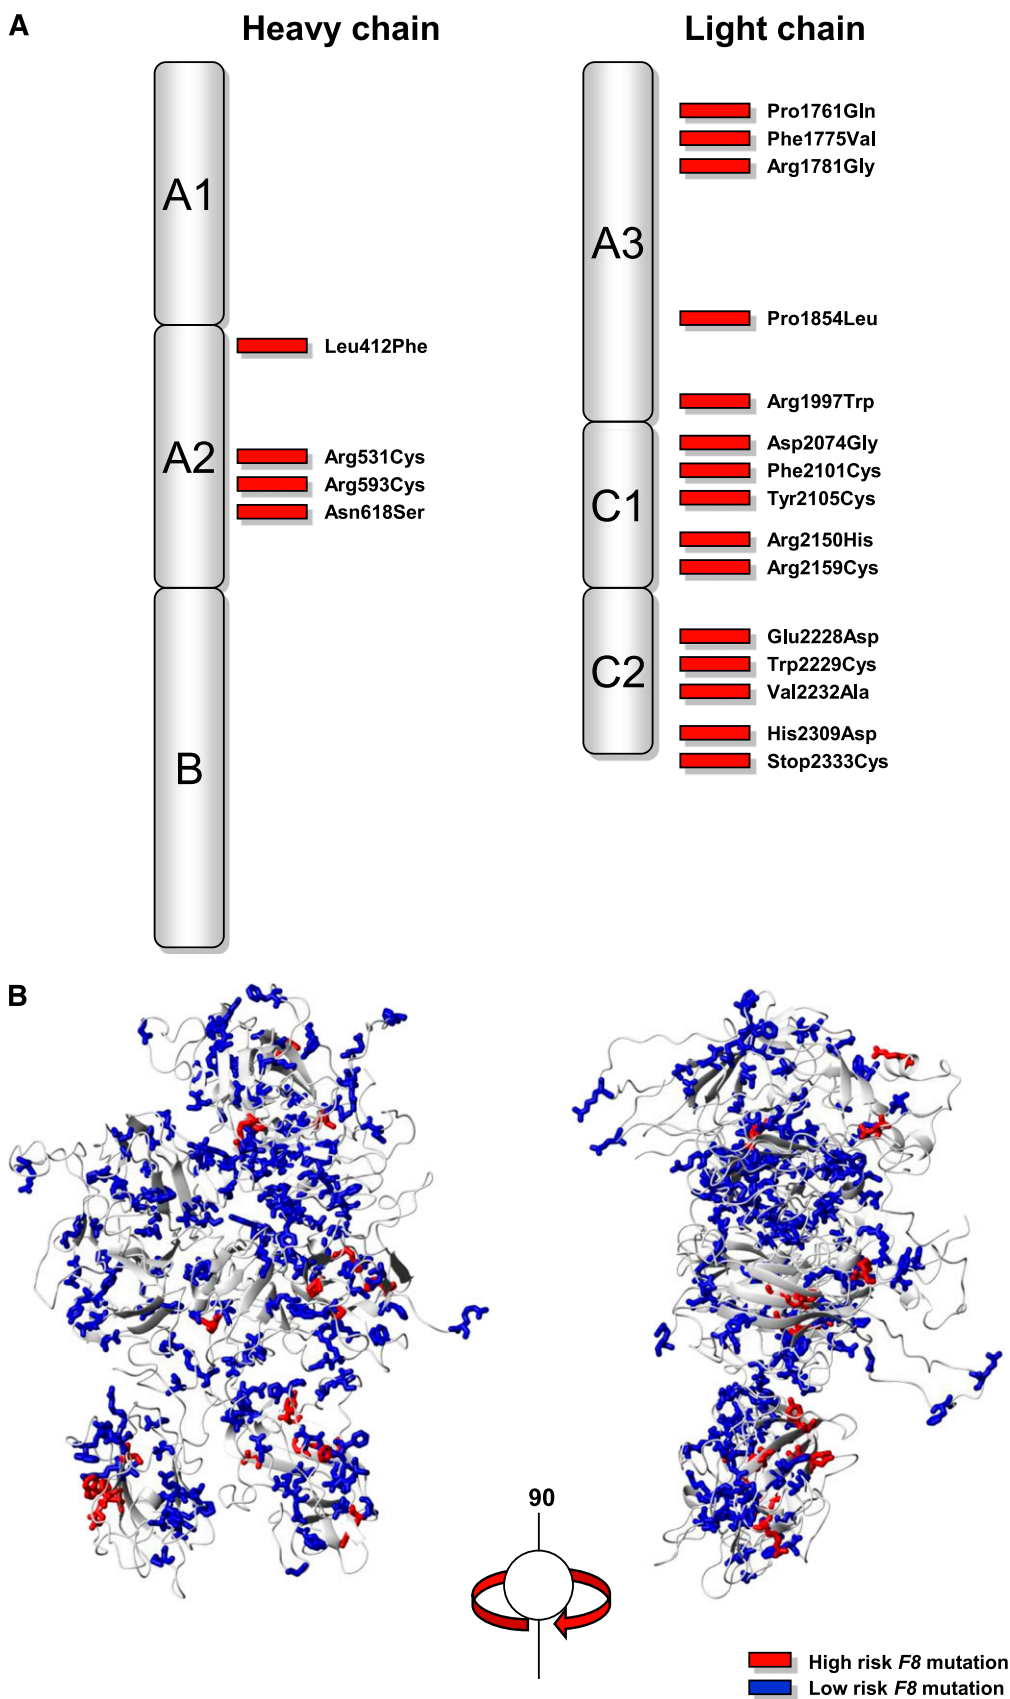 A
Heavy chain
Light chain
A1
A2
B
Leu412Phe
Arg531Cys
Arg593Cys
Asn618Ser
A3
C1
C2
Pro1761Gln
Phe1775Val
Arg1781Gly
Pro1854Leu
Arg1997Trp
Asp2074Gly
Phe2101Cys
Tyr2105Cys
Arg2150His
Arg2159Cys
Glu2228Asp
Trp2229Cys
Val2232Ala
His2309Asp
Stop2333Cys
B
90
High risk F8 mutation
Low risk F8 mutation